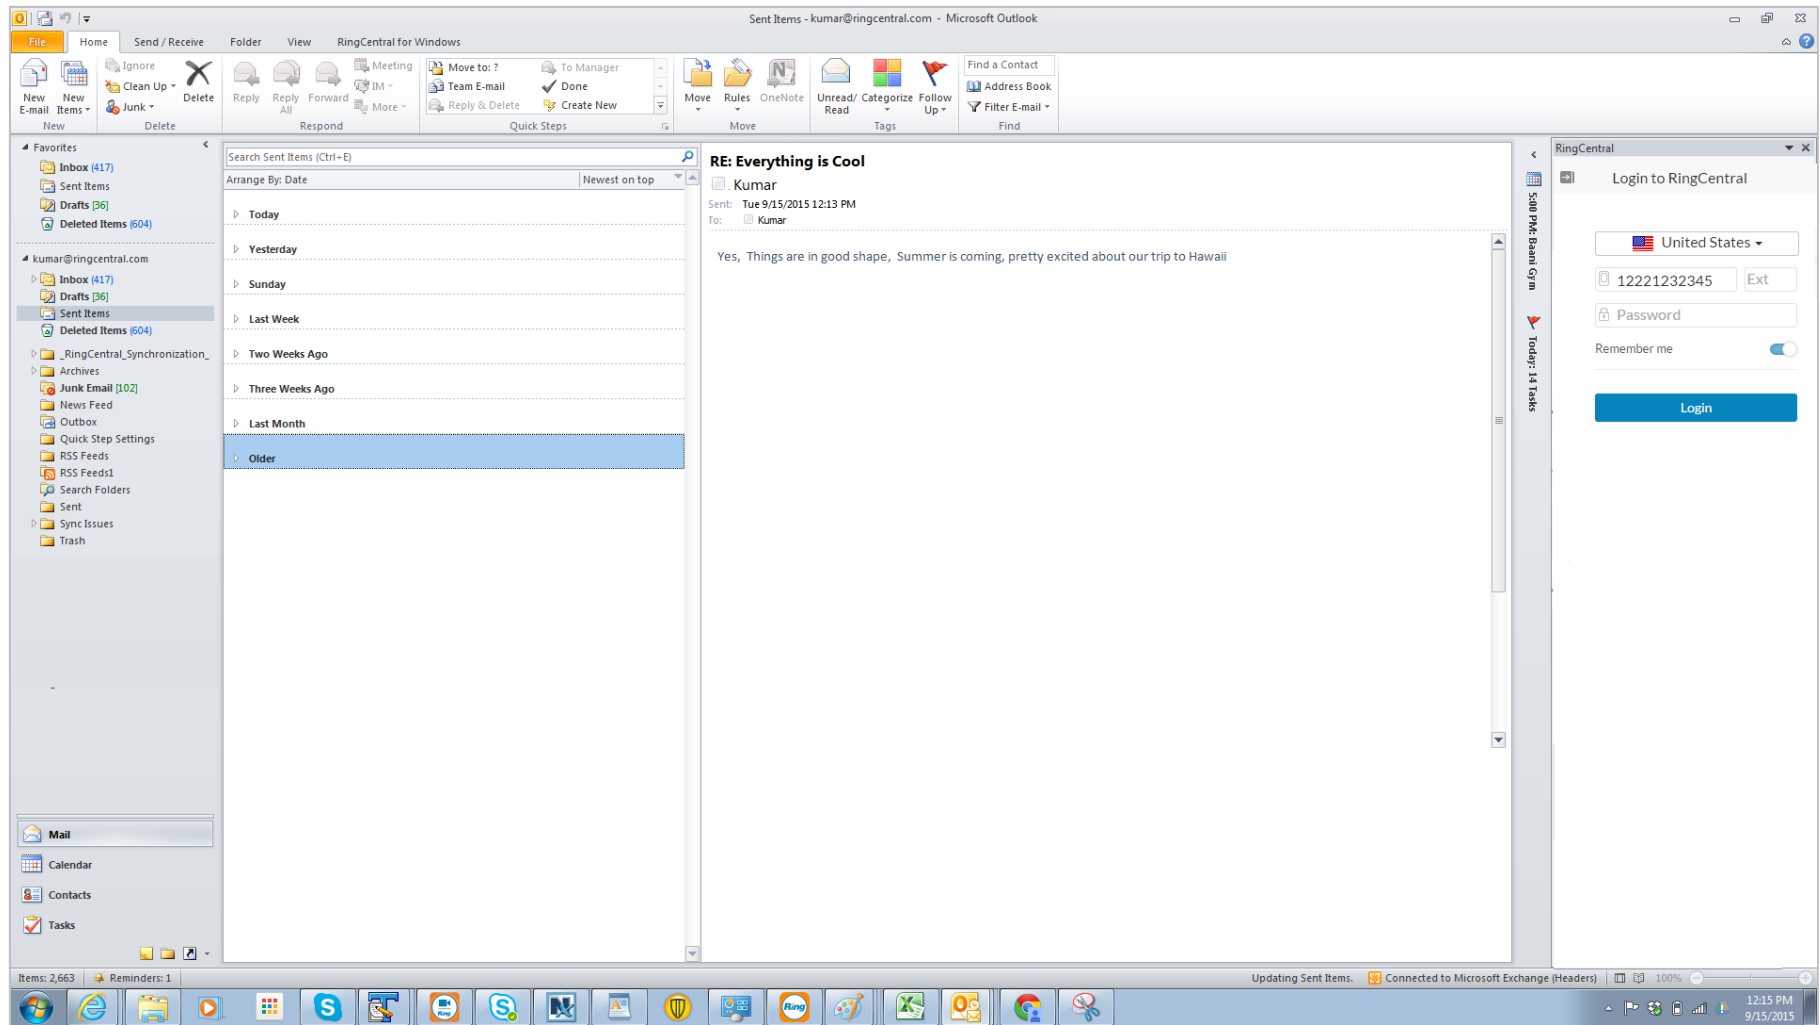 Sent Items - kumar@ringcentral.com - Microsoft Outlook
File Home Send / Receive Folder View RingCentral for Windows
New E-mail
New Items
New
Ignore
Clean Up
Junk
Delete
Delete
Reply
Reply All
Forward
Meeting
IM
More
Respond
Move to: ?
Team E-mail
Reply & Delete
To Manager
Done
Create New
Quick Steps
Move
Rules
OneNote
Move
Unread/ Read
Categorize
Follow Up
Tags
Find a Contact
Address Book
Filter E-mail
Find
Favorites
Inbox (417)
Sent Items
Drafts [36]
Deleted Items (604)
kumar@ringcentral.com
Inbox (417)
Drafts [36]
Sent Items
Deleted Items (604)
_RingCentral_Synchronization_
Archives
Junk Email [102]
News Feed
Outbox
Quick Step Settings
RSS Feeds
RSS Feeds1
Search Folders
Sent
Sync Issues
Trash
Mail
Calendar
Contacts
Tasks
Search Sent Items (Ctrl+E)
Arrange By: Date Newest on top
Today
Yesterday
Sunday
Last Week
Two Weeks Ago
Three Weeks Ago
Last Month
Older
RE: Everything is Cool
. Kumar
Sent: Tue 9/15/2015 12:13 PM
To: Kumar
Yes, Things are in good shape, Summer is coming, pretty excited about our trip to Hawaii
5:00 PM: Baani Gym
Today: 14 Tasks
RingCentral
Login to RingCentral
United States
12221232345 Ext
Password
Remember me
Login
Items: 2,663 Reminders: 1 Updating Sent Items. Connected to Microsoft Exchange (Headers) 100%
Ring
Ring
12:15 PM
9/15/2015